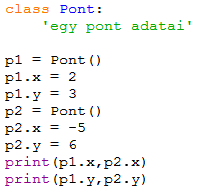 class Pont:
    'egy pont adatai'

p1 = Pont()
p1.x = 2
p1.y = 3
p2 = Pont()
p2.x = -5
p2.y = 6
print(p1.x,p2.x)
print(p1.y,p2.y)